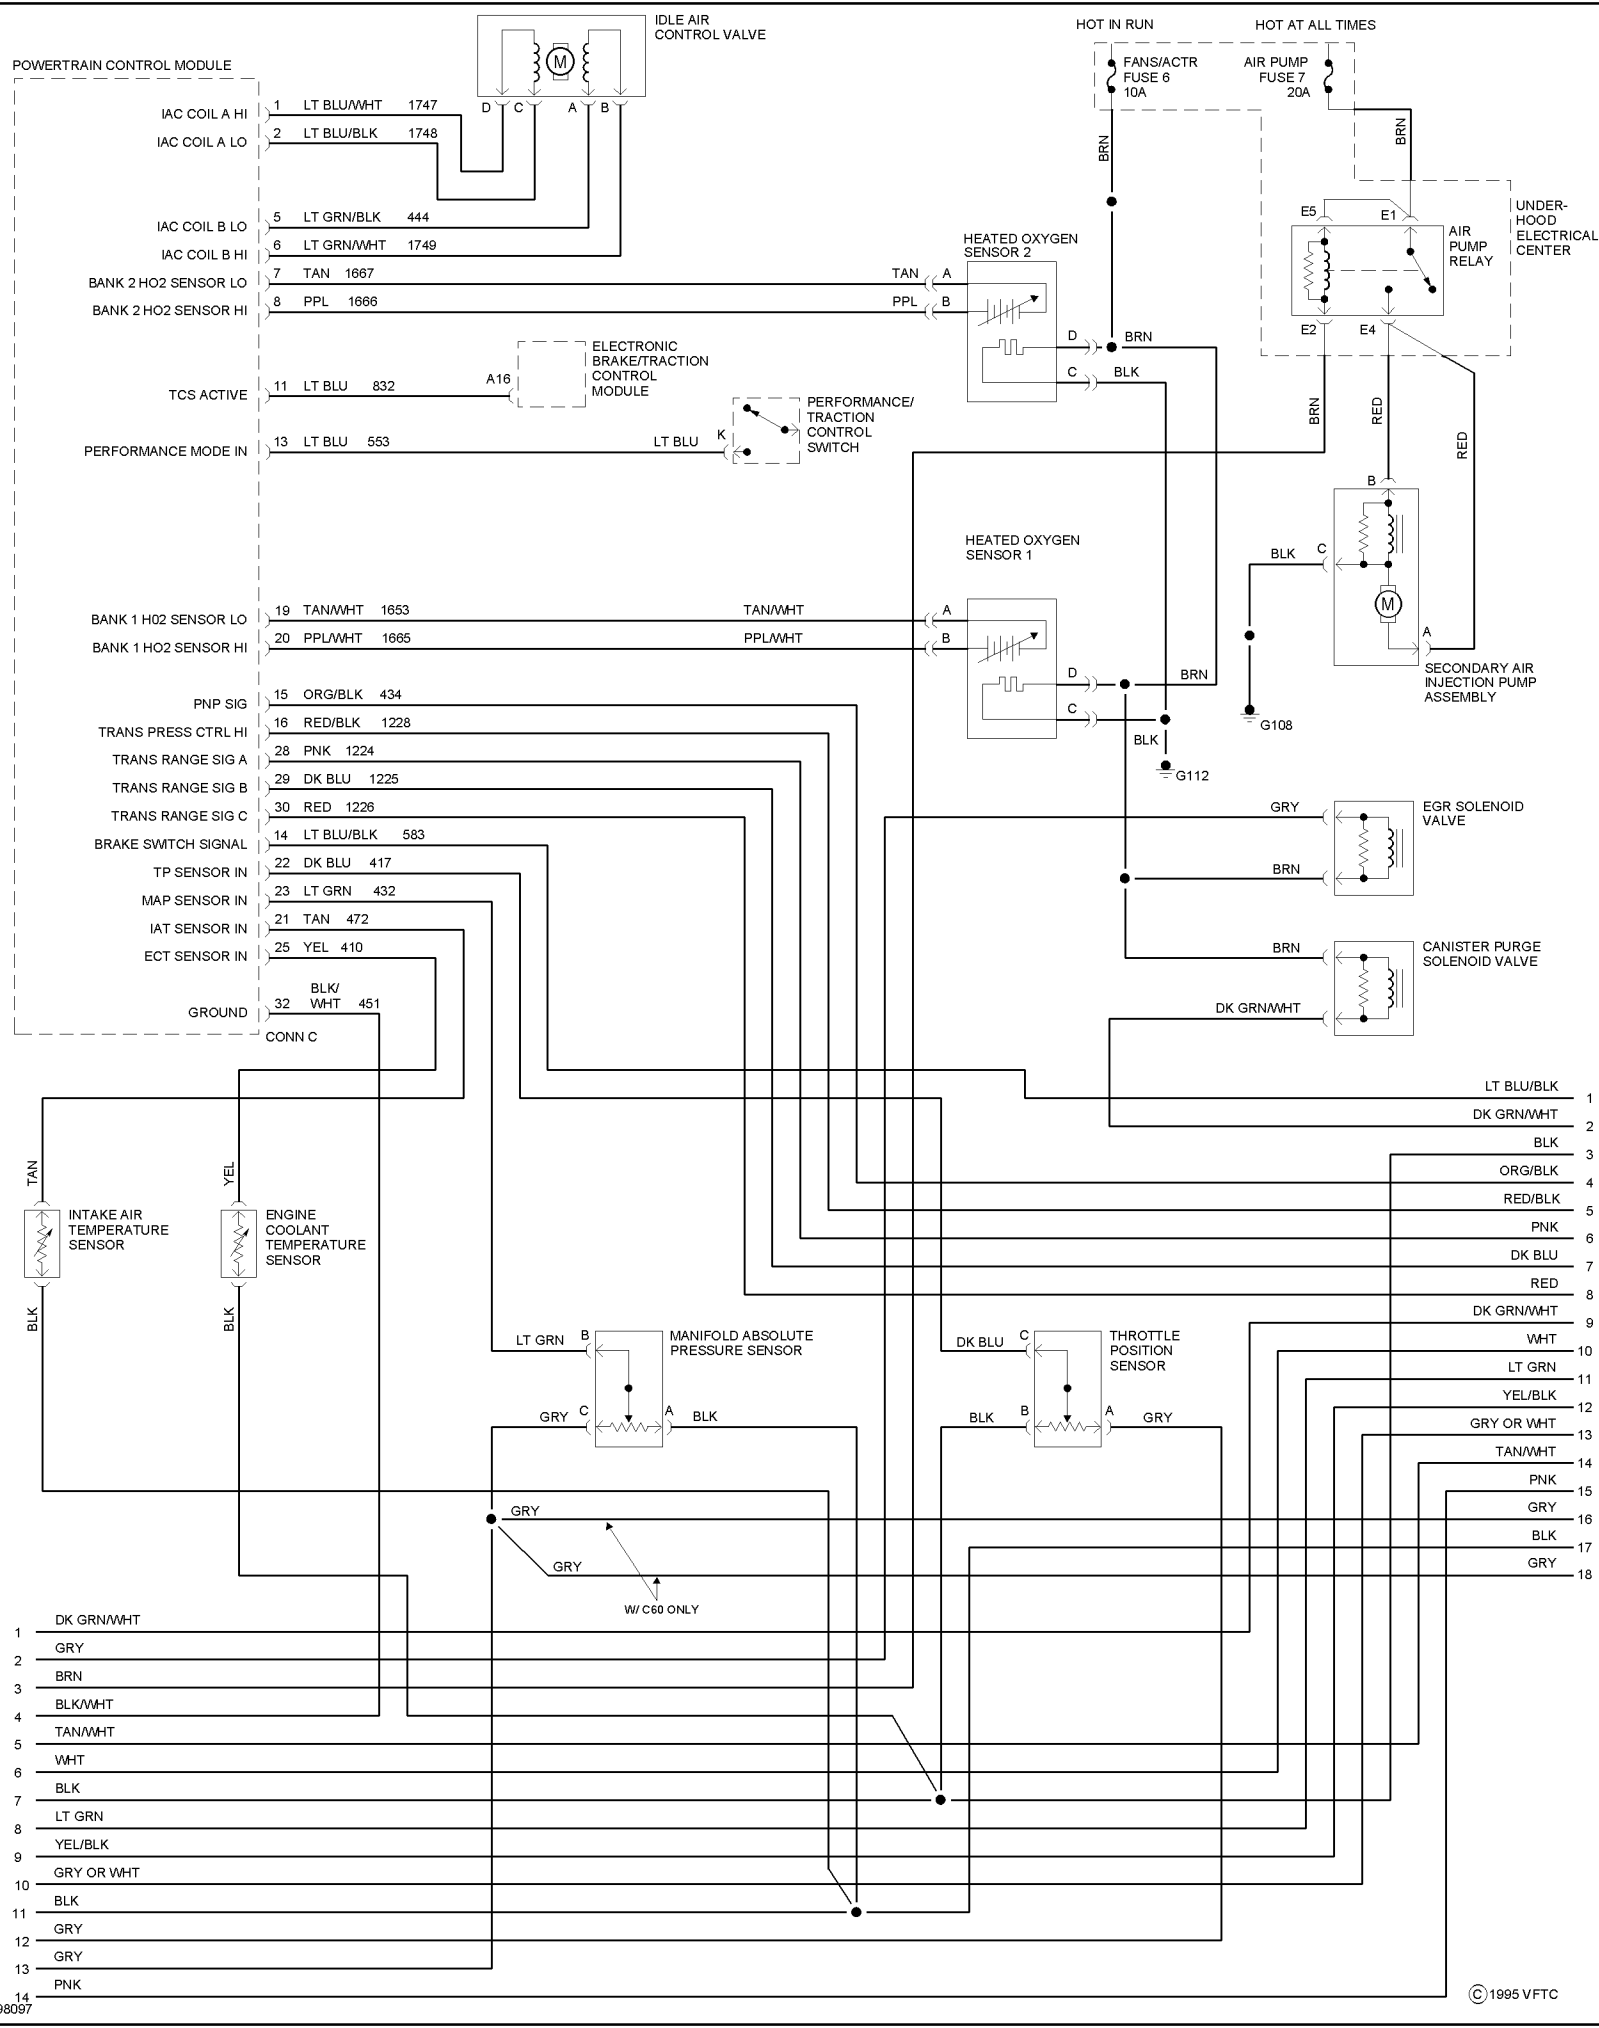 IDLE AIR
CONTROL VALVE
M
D C A B
HOT IN RUN
HOT AT ALL TIMES
FANS/ACTR
FUSE 6
10A
AIR PUMP
FUSE 7
20A
BRN
BRN
UNDER-
HOOD
ELECTRICAL
CENTER
E5
E1
AIR
PUMP
RELAY
E2
E4
BRN
RED
RED
POWERTRAIN CONTROL MODULE
IAC COIL A HI 1 LT BLU/WHT 1747
IAC COIL A LO 2 LT BLU/BLK 1748
IAC COIL B LO 5 LT GRN/BLK 444
IAC COIL B HI 6 LT GRN/WHT 1749
BANK 2 HO2 SENSOR LO 7 TAN 1667 TAN A
BANK 2 HO2 SENSOR HI 8 PPL 1666 PPL B
HEATED OXYGEN
SENSOR 2
D BRN
C BLK
TCS ACTIVE 11 LT BLU 832 A16
ELECTRONIC
BRAKE/TRACTION
CONTROL
MODULE
PERFORMANCE MODE IN 13 LT BLU 553 LT BLU K
PERFORMANCE/
TRACTION
CONTROL
SWITCH
HEATED OXYGEN
SENSOR 1
BANK 1 H02 SENSOR LO 19 TAN/WHT 1653 TAN/WHT A
BANK 1 HO2 SENSOR HI 20 PPL/WHT 1665 PPL/WHT B
D BRN
C
BLK
G112
B
BLK C
M
A
SECONDARY AIR
INJECTION PUMP
ASSEMBLY
G108
PNP SIG 15 ORG/BLK 434
TRANS PRESS CTRL HI 16 RED/BLK 1228
TRANS RANGE SIG A 28 PNK 1224
TRANS RANGE SIG B 29 DK BLU 1225
TRANS RANGE SIG C 30 RED 1226
BRAKE SWITCH SIGNAL 14 LT BLU/BLK 583
TP SENSOR IN 22 DK BLU 417
MAP SENSOR IN 23 LT GRN 432
IAT SENSOR IN 21 TAN 472
ECT SENSOR IN 25 YEL 410
BLK/
GROUND 32 WHT 451
CONN C
GRY
BRN
EGR SOLENOID
VALVE
BRN
DK GRN/WHT
CANISTER PURGE
SOLENOID VALVE
LT BLU/BLK 1
DK GRN/WHT 2
BLK 3
ORG/BLK 4
RED/BLK 5
PNK 6
DK BLU 7
RED 8
DK GRN/WHT 9
WHT 10
LT GRN 11
YEL/BLK 12
GRY OR WHT 13
TAN/WHT 14
PNK 15
GRY 16
BLK 17
GRY 18
TAN
INTAKE AIR
TEMPERATURE
SENSOR
BLK
YEL
ENGINE
COOLANT
TEMPERATURE
SENSOR
BLK
LT GRN B
MANIFOLD ABSOLUTE
PRESSURE SENSOR
GRY C A BLK
DK BLU C
THROTTLE
POSITION
SENSOR
BLK B A GRY
GRY
GRY
W/ C60 ONLY
1 DK GRN/WHT
2 GRY
3 BRN
4 BLK/WHT
5 TAN/WHT
6 WHT
7 BLK
8 LT GRN
9 YEL/BLK
10 GRY OR WHT
11 BLK
12 GRY
13 GRY
14 PNK
98097
© 1995 VFTC